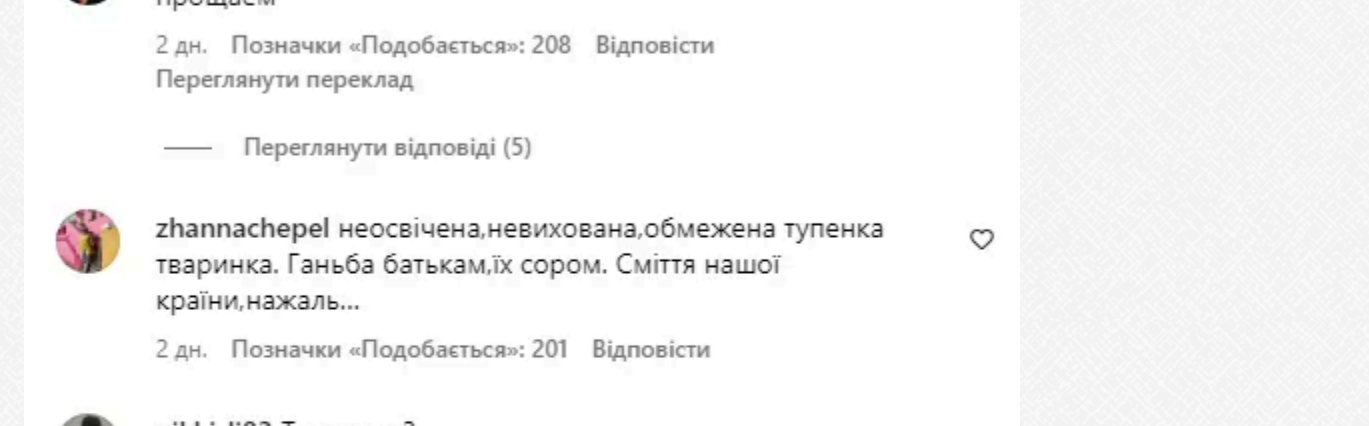 прощаєм
2 дн. Позначки «Подобається»: 208 Відповісти
Переглянути переклад
Переглянути відповіді (5)
zhannachepel неосвічена,невихована,обмежена тупенка
тваринка. Ганьба батькам,їх сором. Сміття нашої
країни,нажаль...
2 дн. Позначки «Подобається»: 201 Відповісти